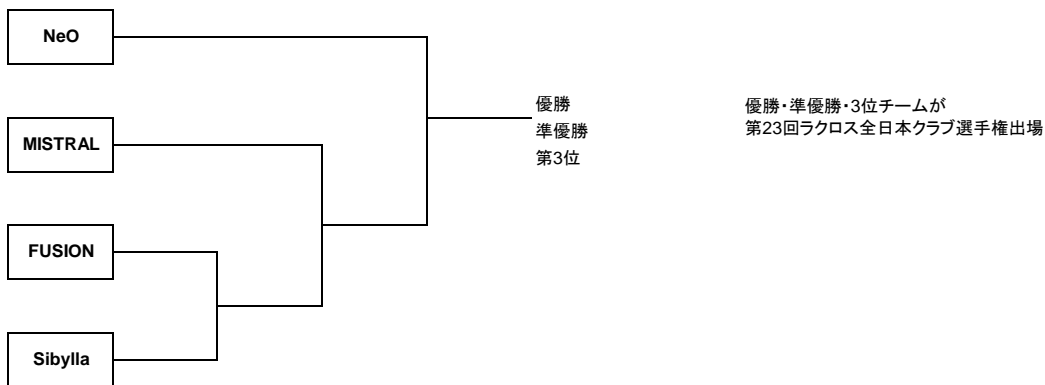 NeO
優勝
準優勝
第3位
優勝・準優勝・3位チームが
第23回ラクロス全日本クラブ選手権出場
MISTRAL
FUSION
Sibylla